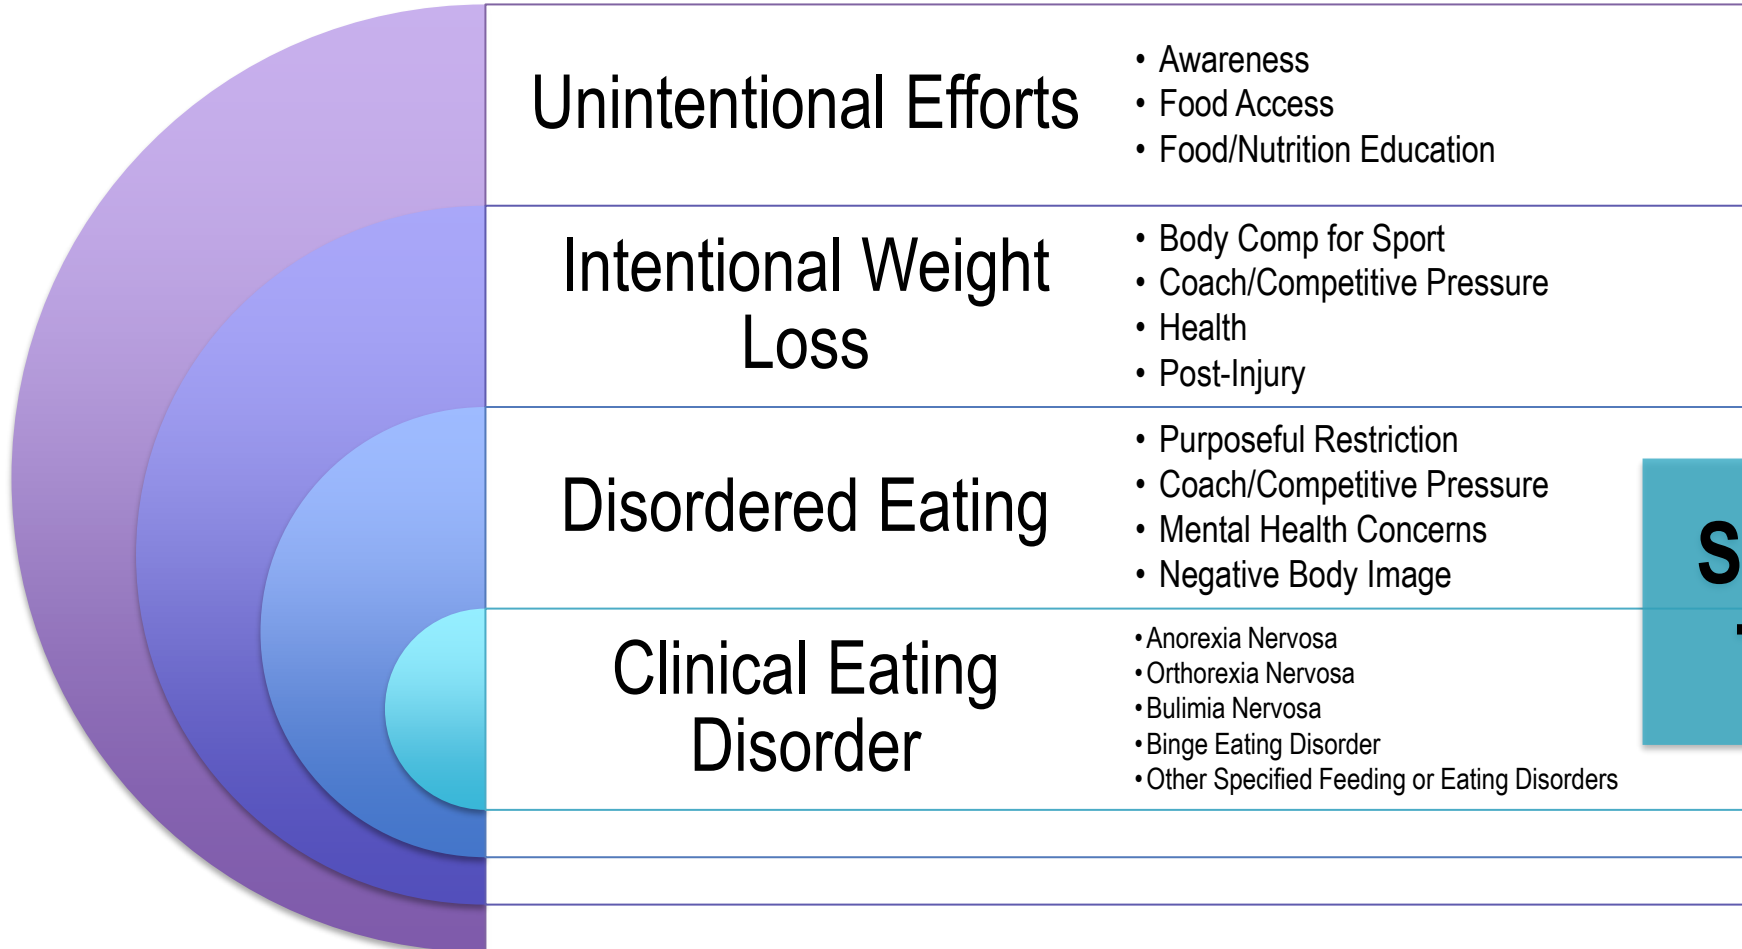 Unintentional Efforts
• Awareness
• Food Access
• Food/Nutrition Education
Intentional Weight
Loss
• Body Comp for Sport
• Coach/Competitive Pressure
• Health
• Post-Injury
Disordered Eating
• Purposeful Restriction
• Coach/Competitive Pressure
• Mental Health Concerns
• Negative Body Image
Clinical Eating
Disorder
• Anorexia Nervosa
• Orthorexia Nervosa
• Bulimia Nervosa
• Binge Eating Disorder
• Other Specified Feeding or Eating Disorders